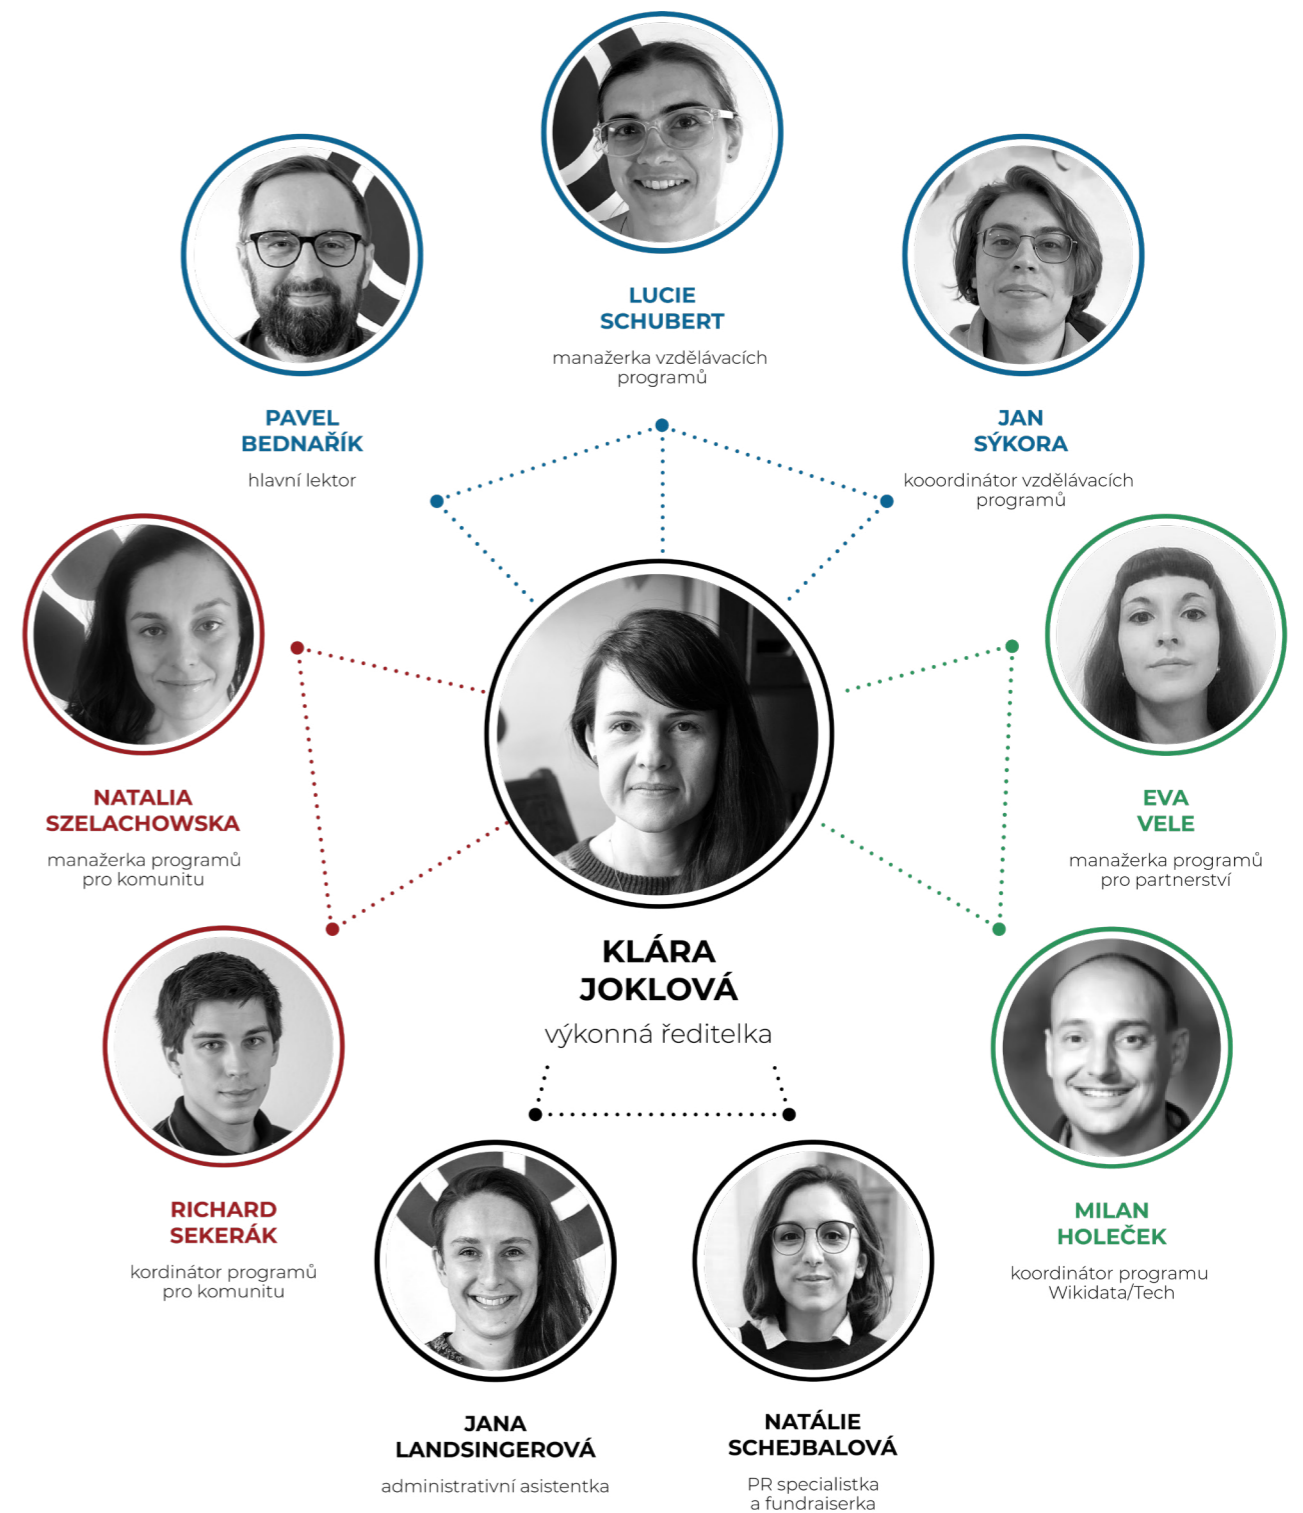 LUCIE
SCHUBERT
manažerka vzdělávacích
programů
PAVEL
BEDNAŘÍK
hlavní lektor
JAN
SÝKORA
kooordinátor vzdělávacích
programů
NATALIA
SZELACHOWSKA
manažerka programů
pro komunitu
EVA
VELE
manažerka programů
pro partnerství
KLÁRA
JOKLOVÁ
výkonná ředitelka
RICHARD
SEKERÁK
kordinátor programů
pro komunitu
MILAN
HOLEČEK
koordinátor programu
Wikidata/Tech
JANA
LANDSINGEROVÁ
administrativní asistentka
NATÁLIE
SCHEJBALOVÁ
PR specialistka
a fundraiserka